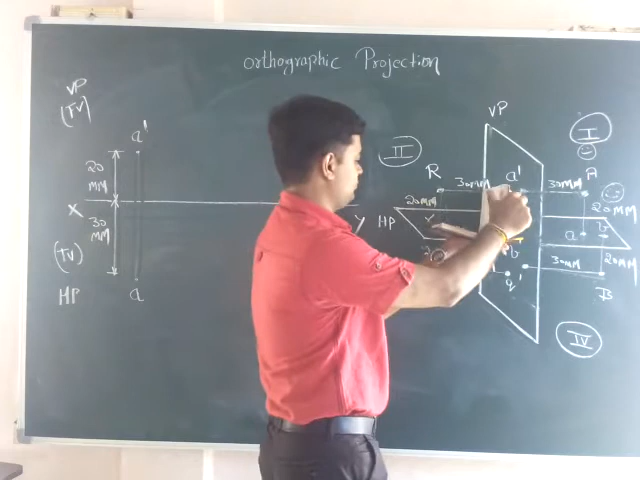 Orthographic Projection
VP
(TV)
a'
20
MM
X
Y
30
MM
(TV)
HP
a
II
VP
I
R
30MM
a'
30MM
A
20MM
HP
20MM
a
b
b'
30MM
20MM
q'
B
IV